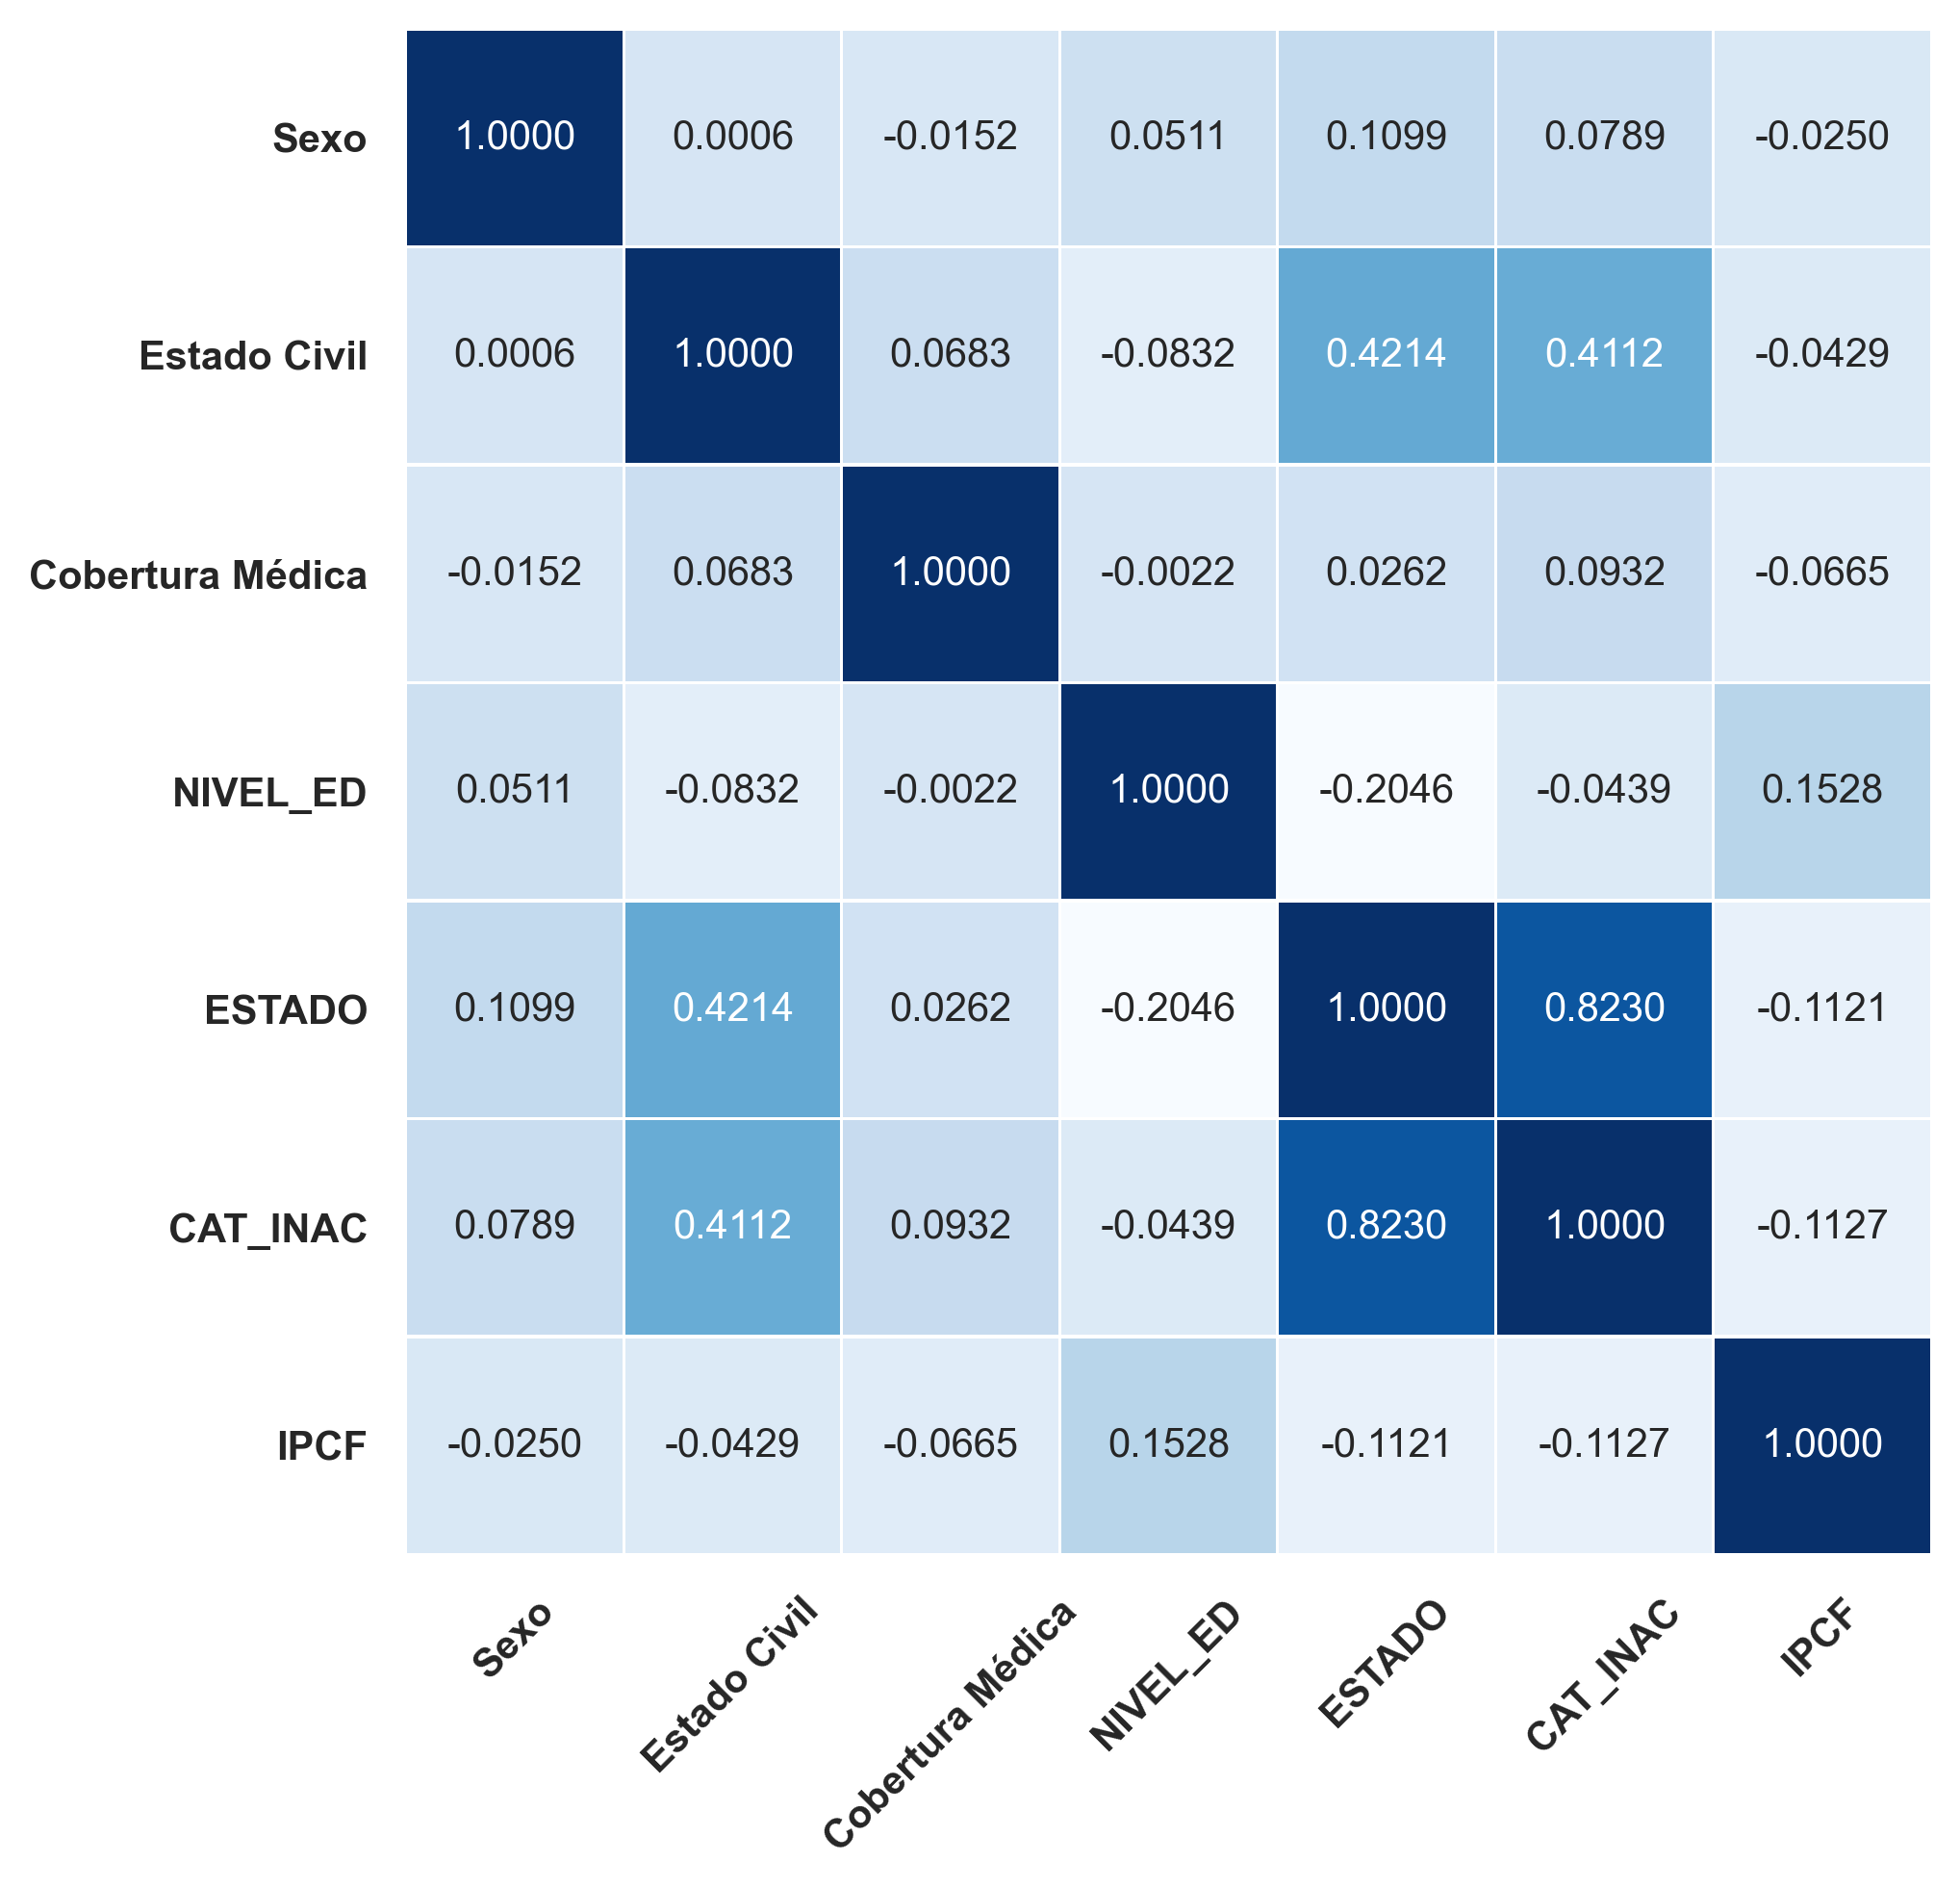 Sexo 1.0000 0.0006 -0.0152 0.0511 0.1099 0.0789 -0.0250
Estado Civil 0.0006 1.0000 0.0683 -0.0832 0.4214 0.4112 -0.0429
Cobertura Médica -0.0152 0.0683 1.0000 -0.0022 0.0262 0.0932 -0.0665
NIVEL_ED 0.0511 -0.0832 -0.0022 1.0000 -0.2046 -0.0439 0.1528
ESTADO 0.1099 0.4214 0.0262 -0.2046 1.0000 0.8230 -0.1121
CAT_INAC 0.0789 0.4112 0.0932 -0.0439 0.8230 1.0000 -0.1127
IPCF -0.0250 -0.0429 -0.0665 0.1528 -0.1121 -0.1127 1.0000
Sexo Estado Civil Cobertura Médica NIVEL_ED ESTADO CAT_INAC IPCF